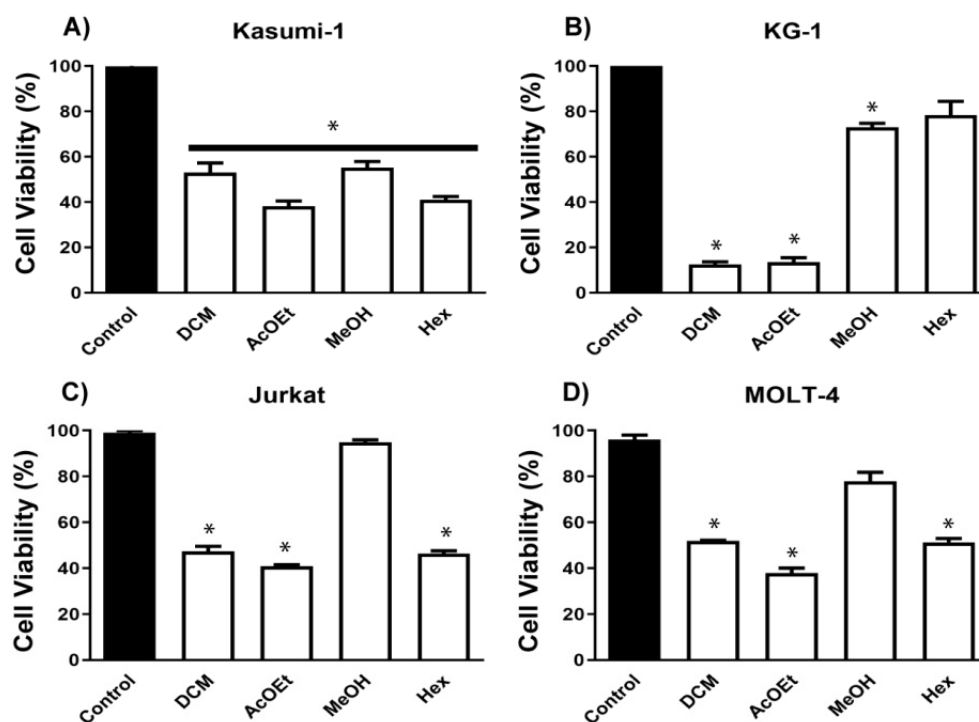 A) Kasumi-1
Cell Viability (%)
100
80
60
40
20
0
*
Control
DCM
AcOEt
MeOH
Hex
B) KG-1
Cell Viability (%)
100
80
60
40
20
0
*
*
*
Control
DCM
AcOEt
MeOH
Hex
C) Jurkat
Cell Viability (%)
100
80
60
40
20
0
*
*
*
Control
DCM
AcOEt
MeOH
Hex
D) MOLT-4
Cell Viability (%)
100
80
60
40
20
0
*
*
*
Control
DCM
AcOEt
MeOH
Hex